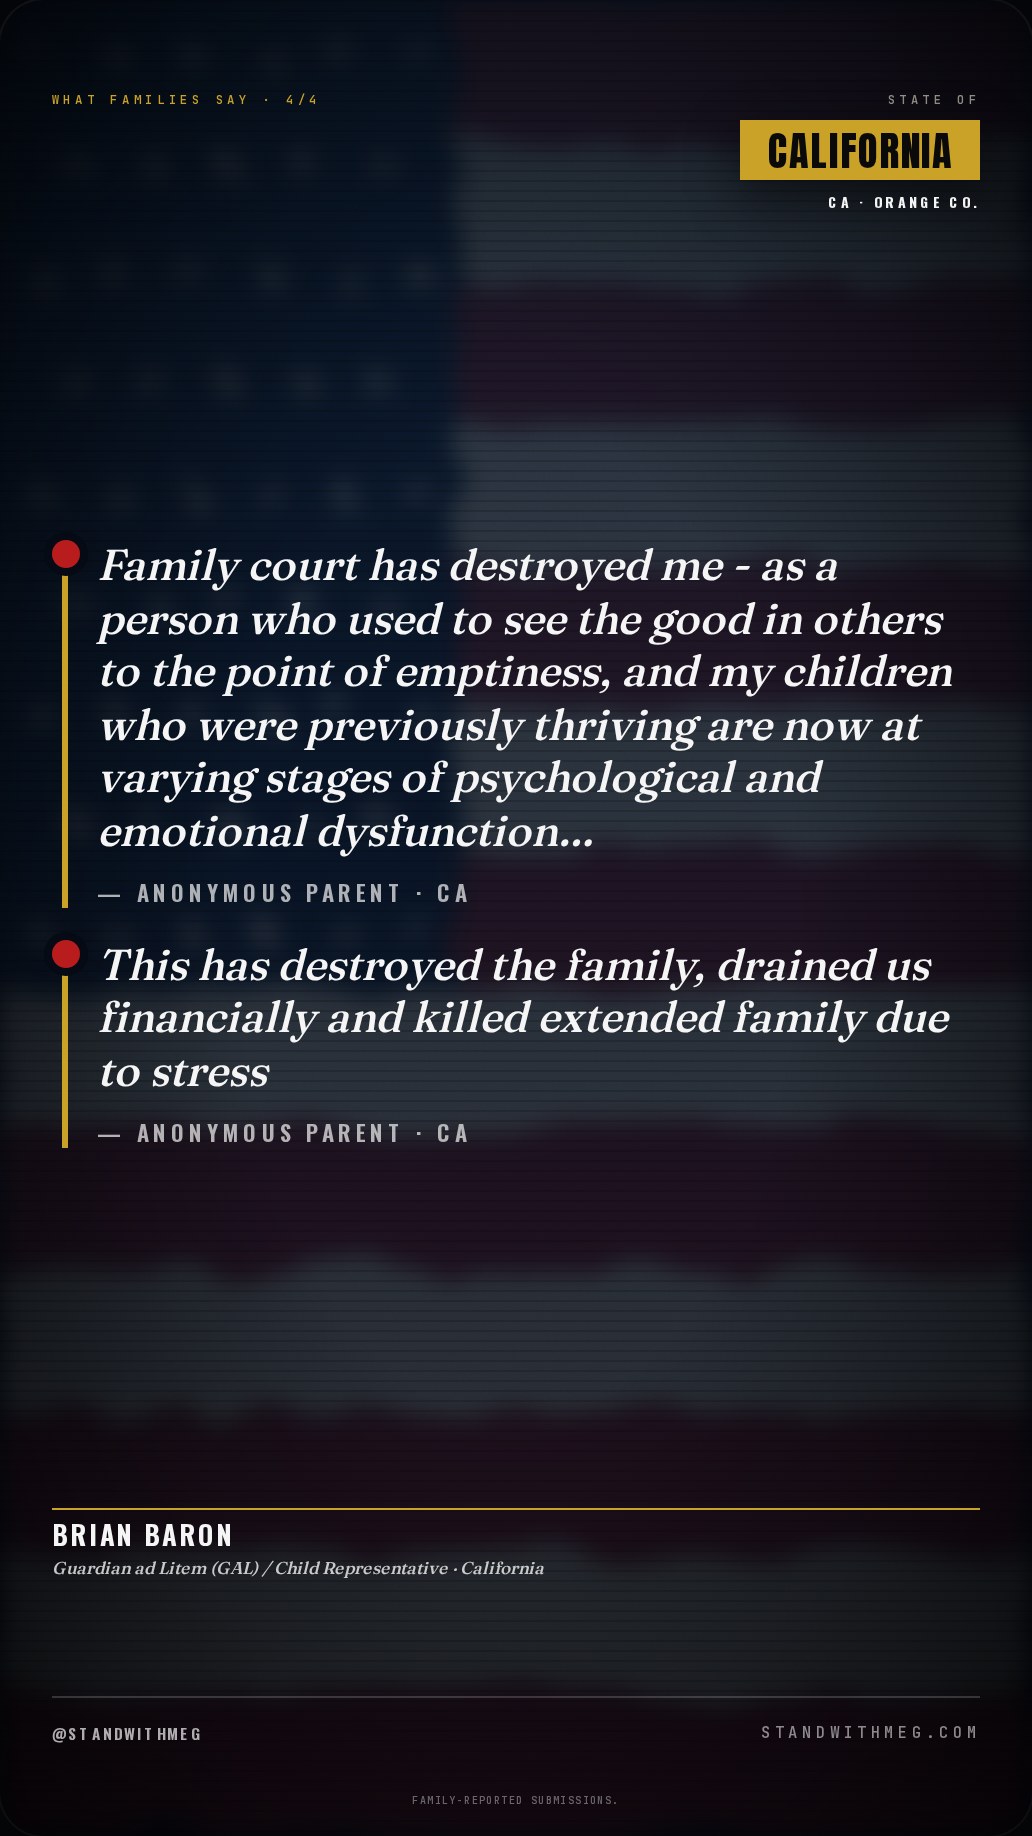 WHAT FAMILIES SAY · 4/4
STATE OF
CALIFORNIA
CA · ORANGE CO.
Family court has destroyed me - as a
person who used to see the good in others
to the point of emptiness, and my children
who were previously thriving are now at
varying stages of psychological and
emotional dysfunction...
— ANONYMOUS PARENT · CA
This has destroyed the family, drained us
financially and killed extended family due
to stress
— ANONYMOUS PARENT · CA
BRIAN BARON
Guardian ad Litem (GAL) / Child Representative · California
@STANDWITHMEG
STANDWITHMEG.COM
FAMILY-REPORTED SUBMISSIONS.